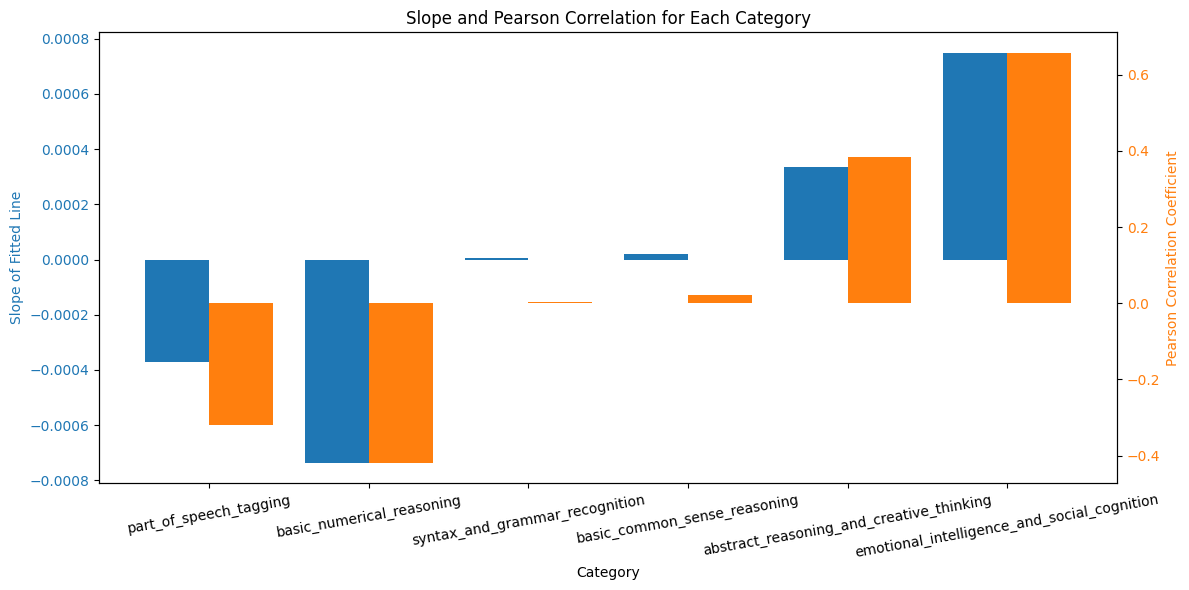 Slope and Pearson Correlation for Each Category
0.0008
0.0006
0.0004
0.0002
0.0000
−0.0002
−0.0004
−0.0006
−0.0008
Slope of Fitted Line
0.6
0.4
0.2
0.0
−0.2
−0.4
Pearson Correlation Coefficient
part_of_speech_tagging
basic_numerical_reasoning
syntax_and_grammar_recognition
basic_common_sense_reasoning
abstract_reasoning_and_creative_thinking
emotional_intelligence_and_social_cognition
Category